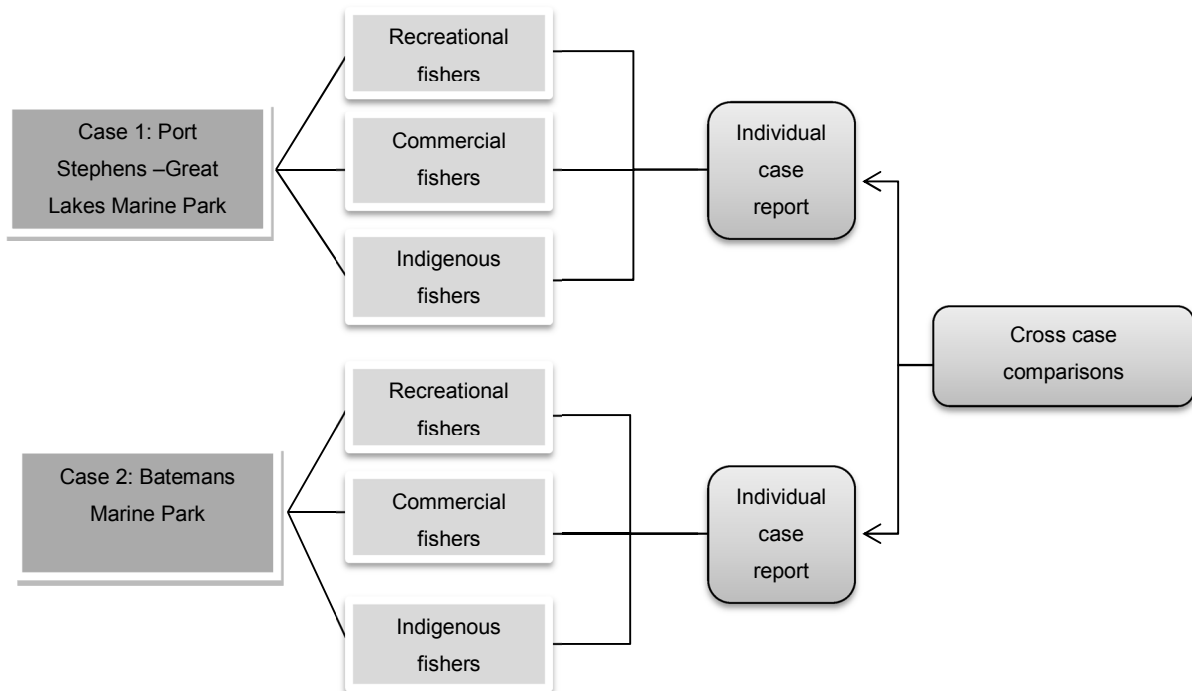 Case 1: Port
Stephens –Great
Lakes Marine Park
Recreational
fishers
Commercial
fishers
Indigenous
fishers
Individual
case
report
Case 2: Batemans
Marine Park
Recreational
fishers
Commercial
fishers
Indigenous
fishers
Individual
case
report
Cross case
comparisons